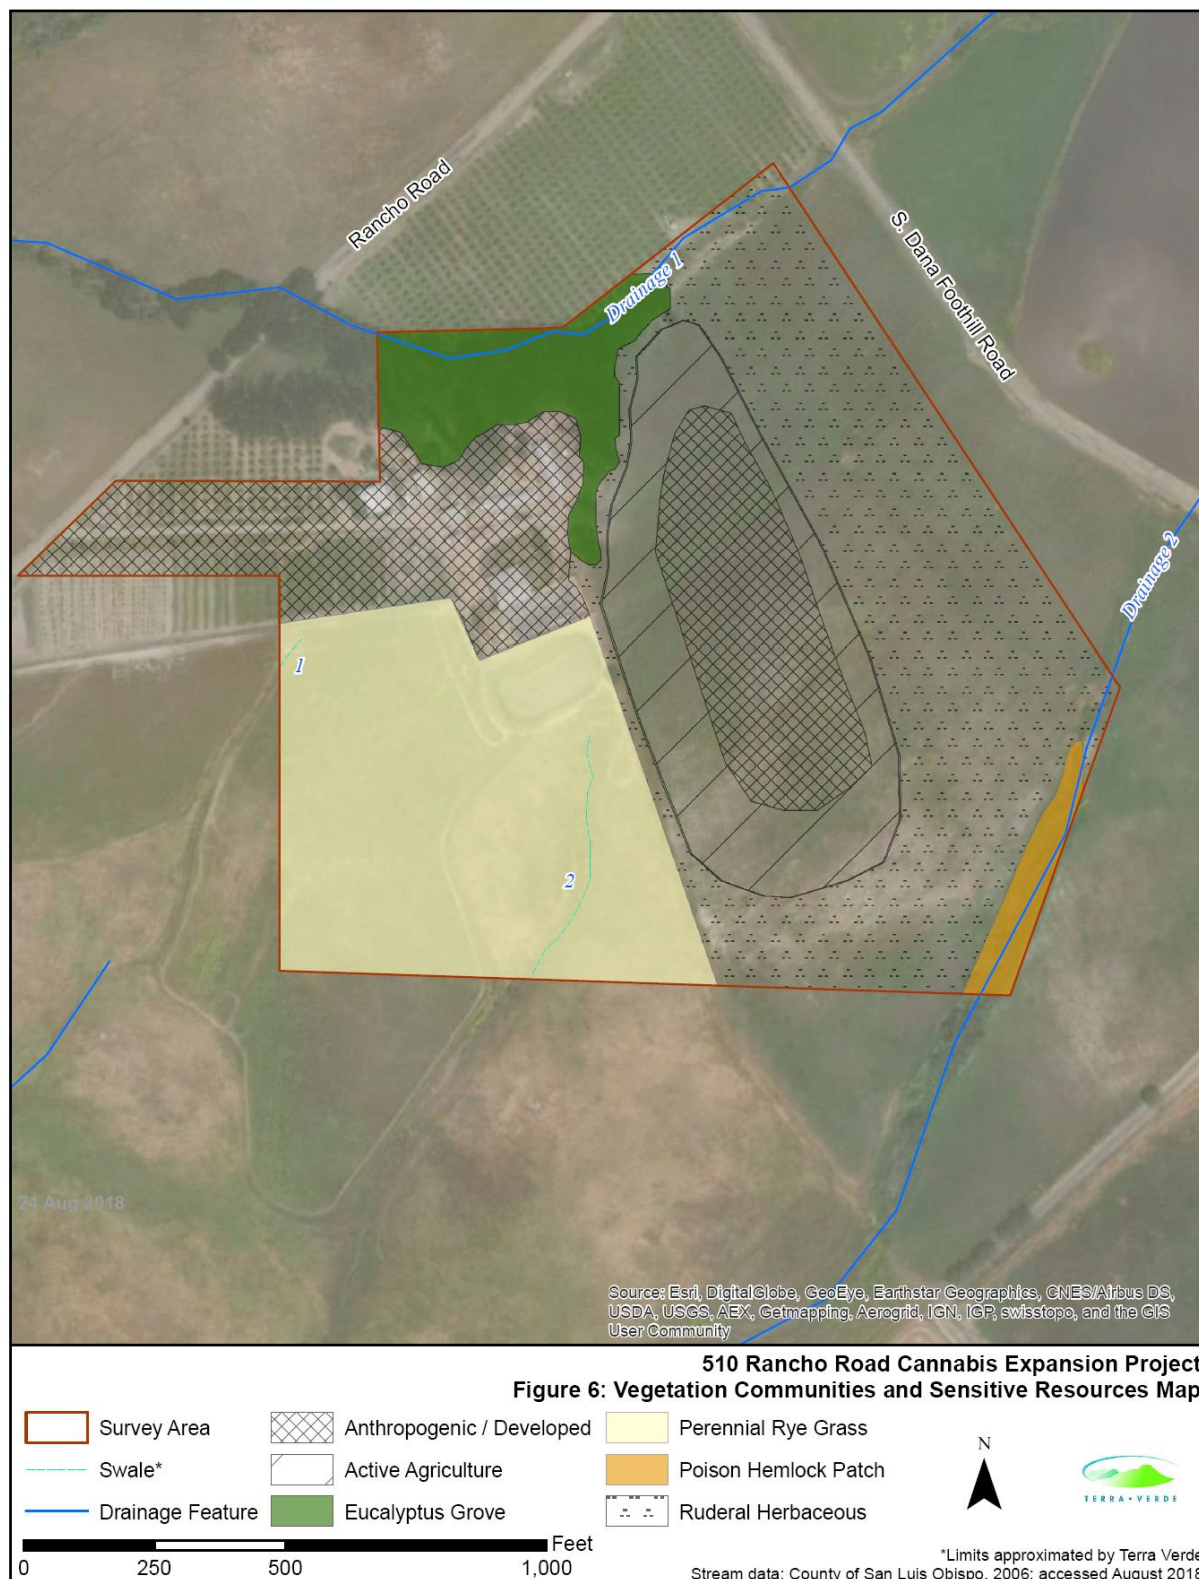 Rancho Road
S. Dana Foothill Road
Drainage 1
Drainage 2
1
2
24 Aug 2018
Source: Esri, DigitalGlobe, GeoEye, Earthstar Geographics, CNES/Airbus DS,
USDA, USGS, AEX, Getmapping, Aerogrid, IGN, IGP, swisstopo, and the GIS
User Community
510 Rancho Road Cannabis Expansion Project
Figure 6: Vegetation Communities and Sensitive Resources Map
Survey Area
Anthropogenic / Developed
Perennial Rye Grass
Swale*
Active Agriculture
Poison Hemlock Patch
Drainage Feature
Eucalyptus Grove
Ruderal Herbaceous
N
TERRA • VERDE
Feet
0 250 500 1,000
*Limits approximated by Terra Verde
Stream data: County of San Luis Obispo, 2006; accessed August 2018